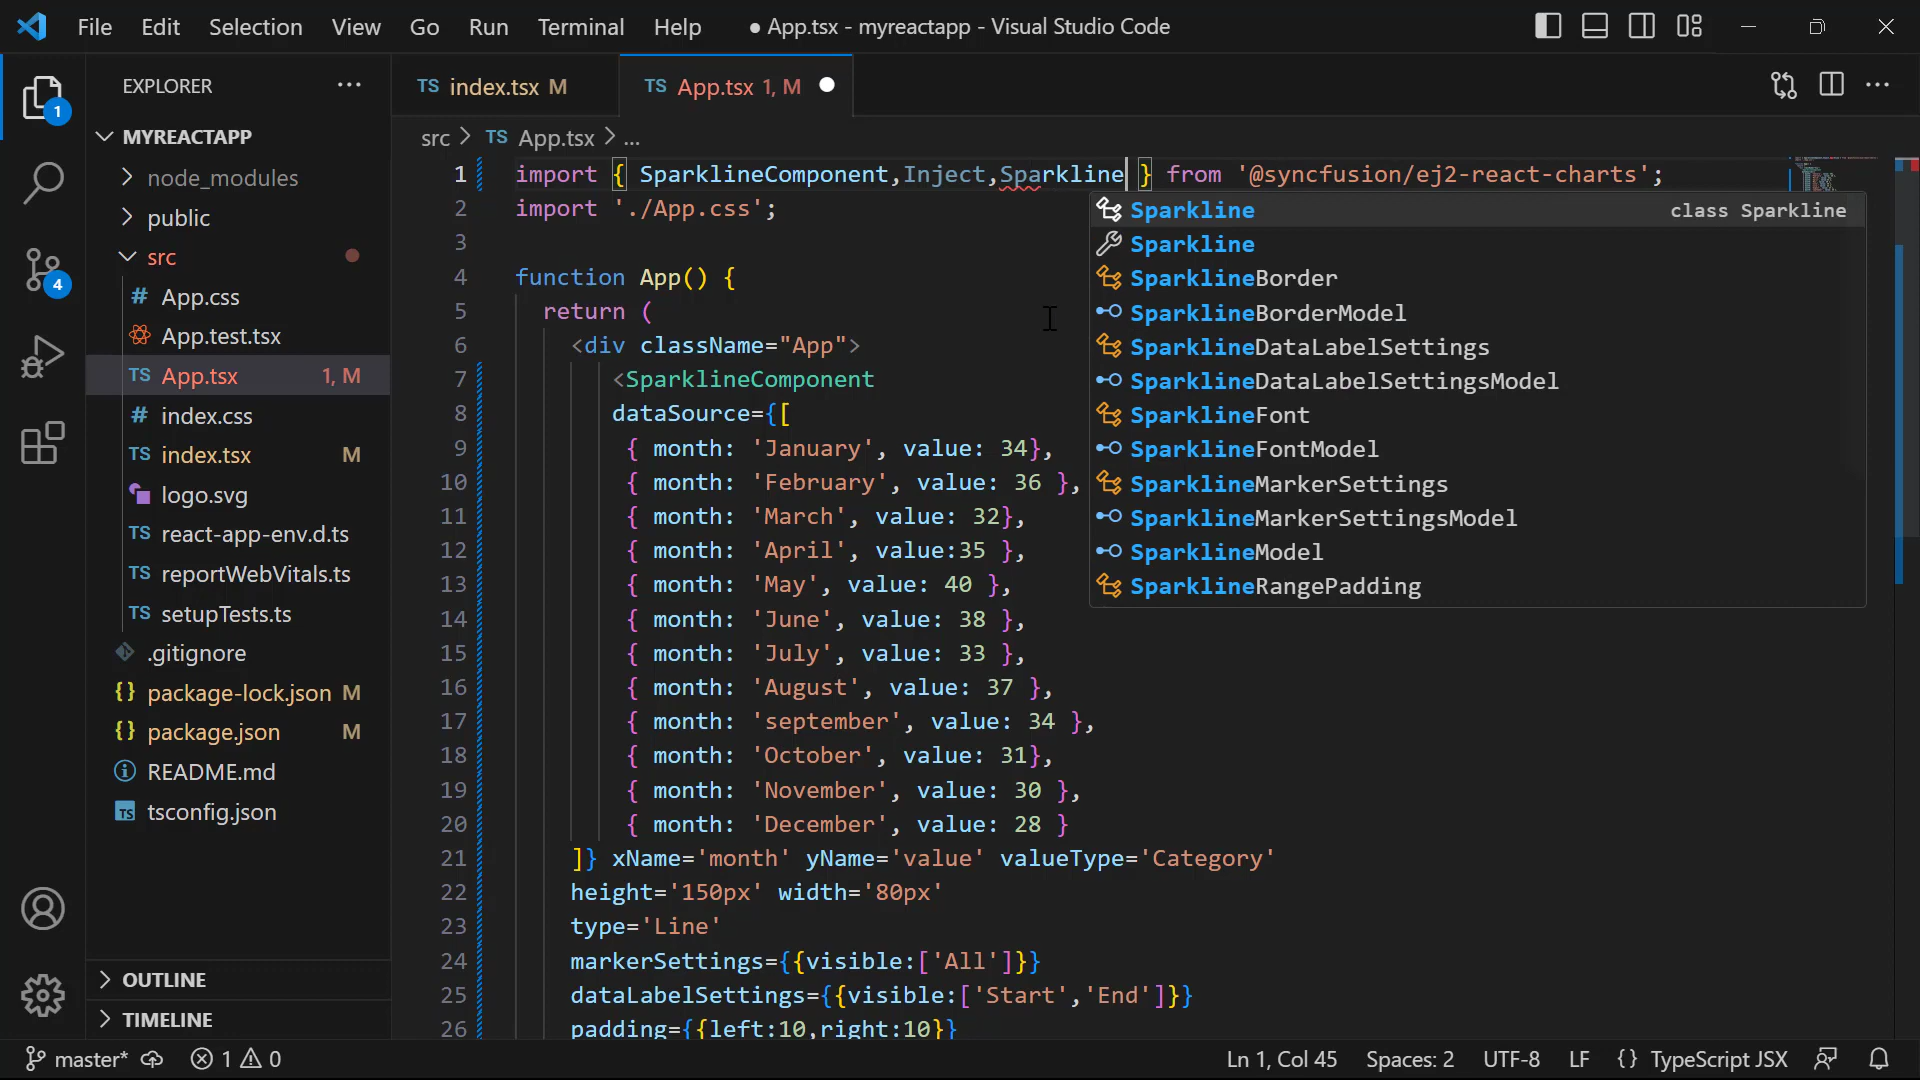 File Edit Selection View Go Run Terminal Help ● App.tsx - myreactapp - Visual Studio Code
EXPLORER ···
TS index.tsx M
TS App.tsx 1, M ●
1
MYREACTAPP
src > TS App.tsx > ...
node_modules
public
src
# App.css
App.test.tsx
TS App.tsx 1, M
# index.css
TS index.tsx M
logo.svg
TS react-app-env.d.ts
TS reportWebVitals.ts
TS setupTests.ts
.gitignore
{} package-lock.json M
{} package.json M
README.md
TS tsconfig.json
OUTLINE
TIMELINE
4
1 import { SparklineComponent,Inject,Sparkline } from '@syncfusion/ej2-react-charts';
2 import './App.css';
3
4 function App() {
5 return (
6 <div className="App">
7 <SparklineComponent
8 dataSource={[
9 { month: 'January', value: 34},
10 { month: 'February', value: 36 },
11 { month: 'March', value: 32},
12 { month: 'April', value:35 },
13 { month: 'May', value: 40 },
14 { month: 'June', value: 38 },
15 { month: 'July', value: 33 },
16 { month: 'August', value: 37 },
17 { month: 'september', value: 34 },
18 { month: 'October', value: 31},
19 { month: 'November', value: 30 },
20 { month: 'December', value: 28 }
21 ]} xName='month' yName='value' valueType='Category'
22 height='150px' width='80px'
23 type='Line'
24 markerSettings={{visible:['All']}}
25 dataLabelSettings={{visible:['Start','End']}}
26 padding={{left:10,right:10}}
Sparkline class Sparkline
Sparkline
SparklineBorder
SparklineBorderModel
SparklineDataLabelSettings
SparklineDataLabelSettingsModel
SparklineFont
SparklineFontModel
SparklineMarkerSettings
SparklineMarkerSettingsModel
SparklineModel
SparklineRangePadding
master* 1 0 Ln 1, Col 45 Spaces: 2 UTF-8 LF {} TypeScript JSX